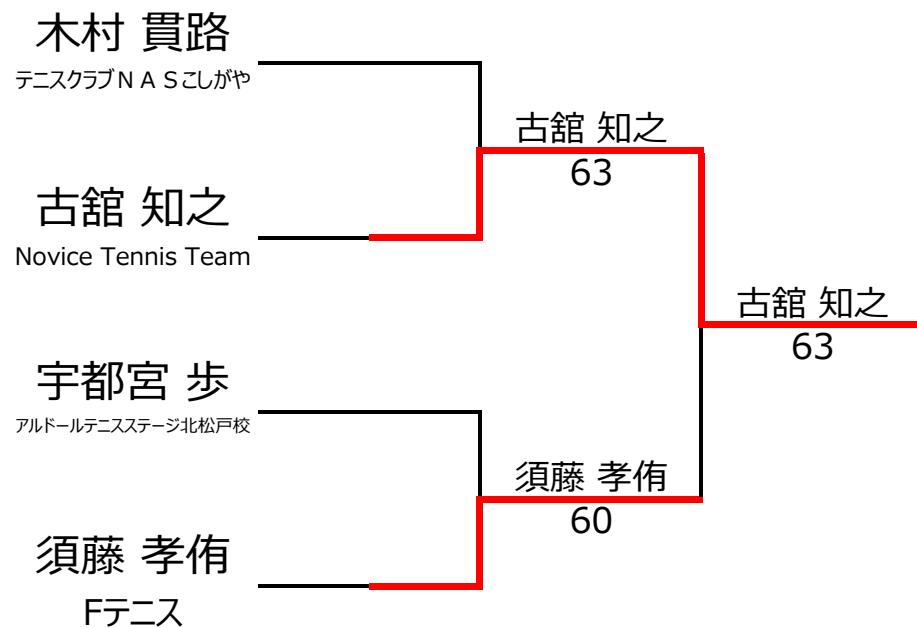 木村 貫路
テニスクラブＮＡＳこしがや
古舘 知之
63
古舘 知之
Novice Tennis Team
古舘 知之
63
宇都宮 歩
アルドールテニスステージ北松戸校
須藤 孝侑
60
須藤 孝侑
Fテニス